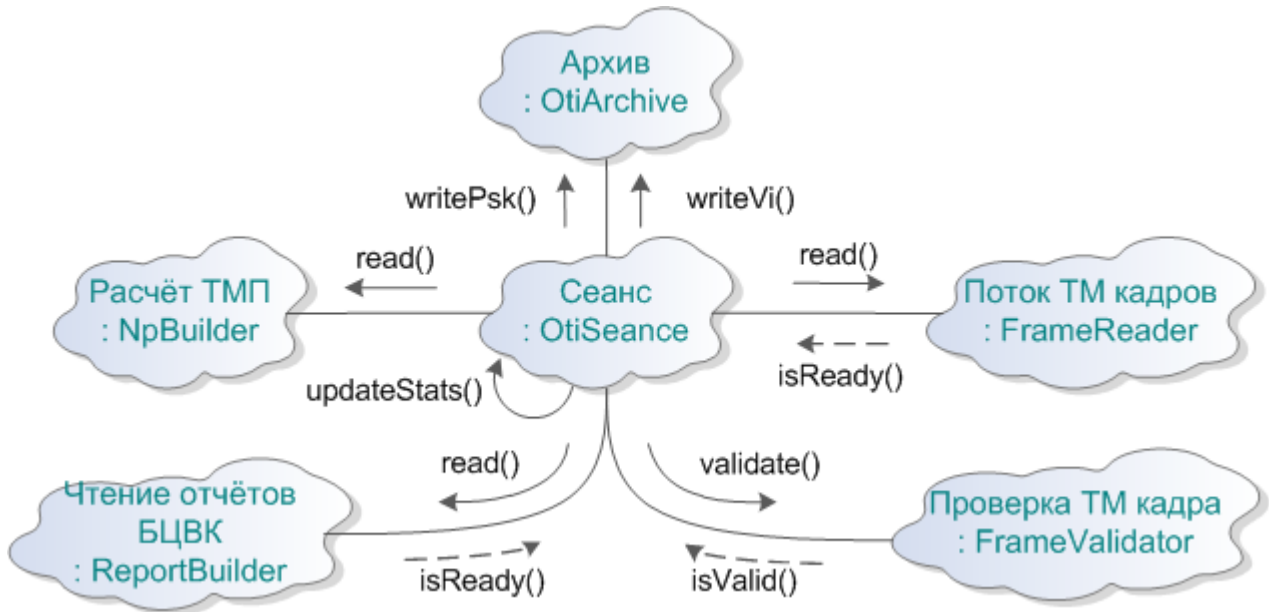 Архив
: OtiArchive
writePsk()
writeVi()
read()
read()
Расчёт ТМП
: NpBuilder
Сеанс
: OtiSeance
Поток ТМ кадров
: FrameReader
isReady()
updateStats()
read()
validate()
Чтение отчётов
БЦВК
: ReportBuilder
Проверка ТМ кадра
: FrameValidator
isReady()
isValid()